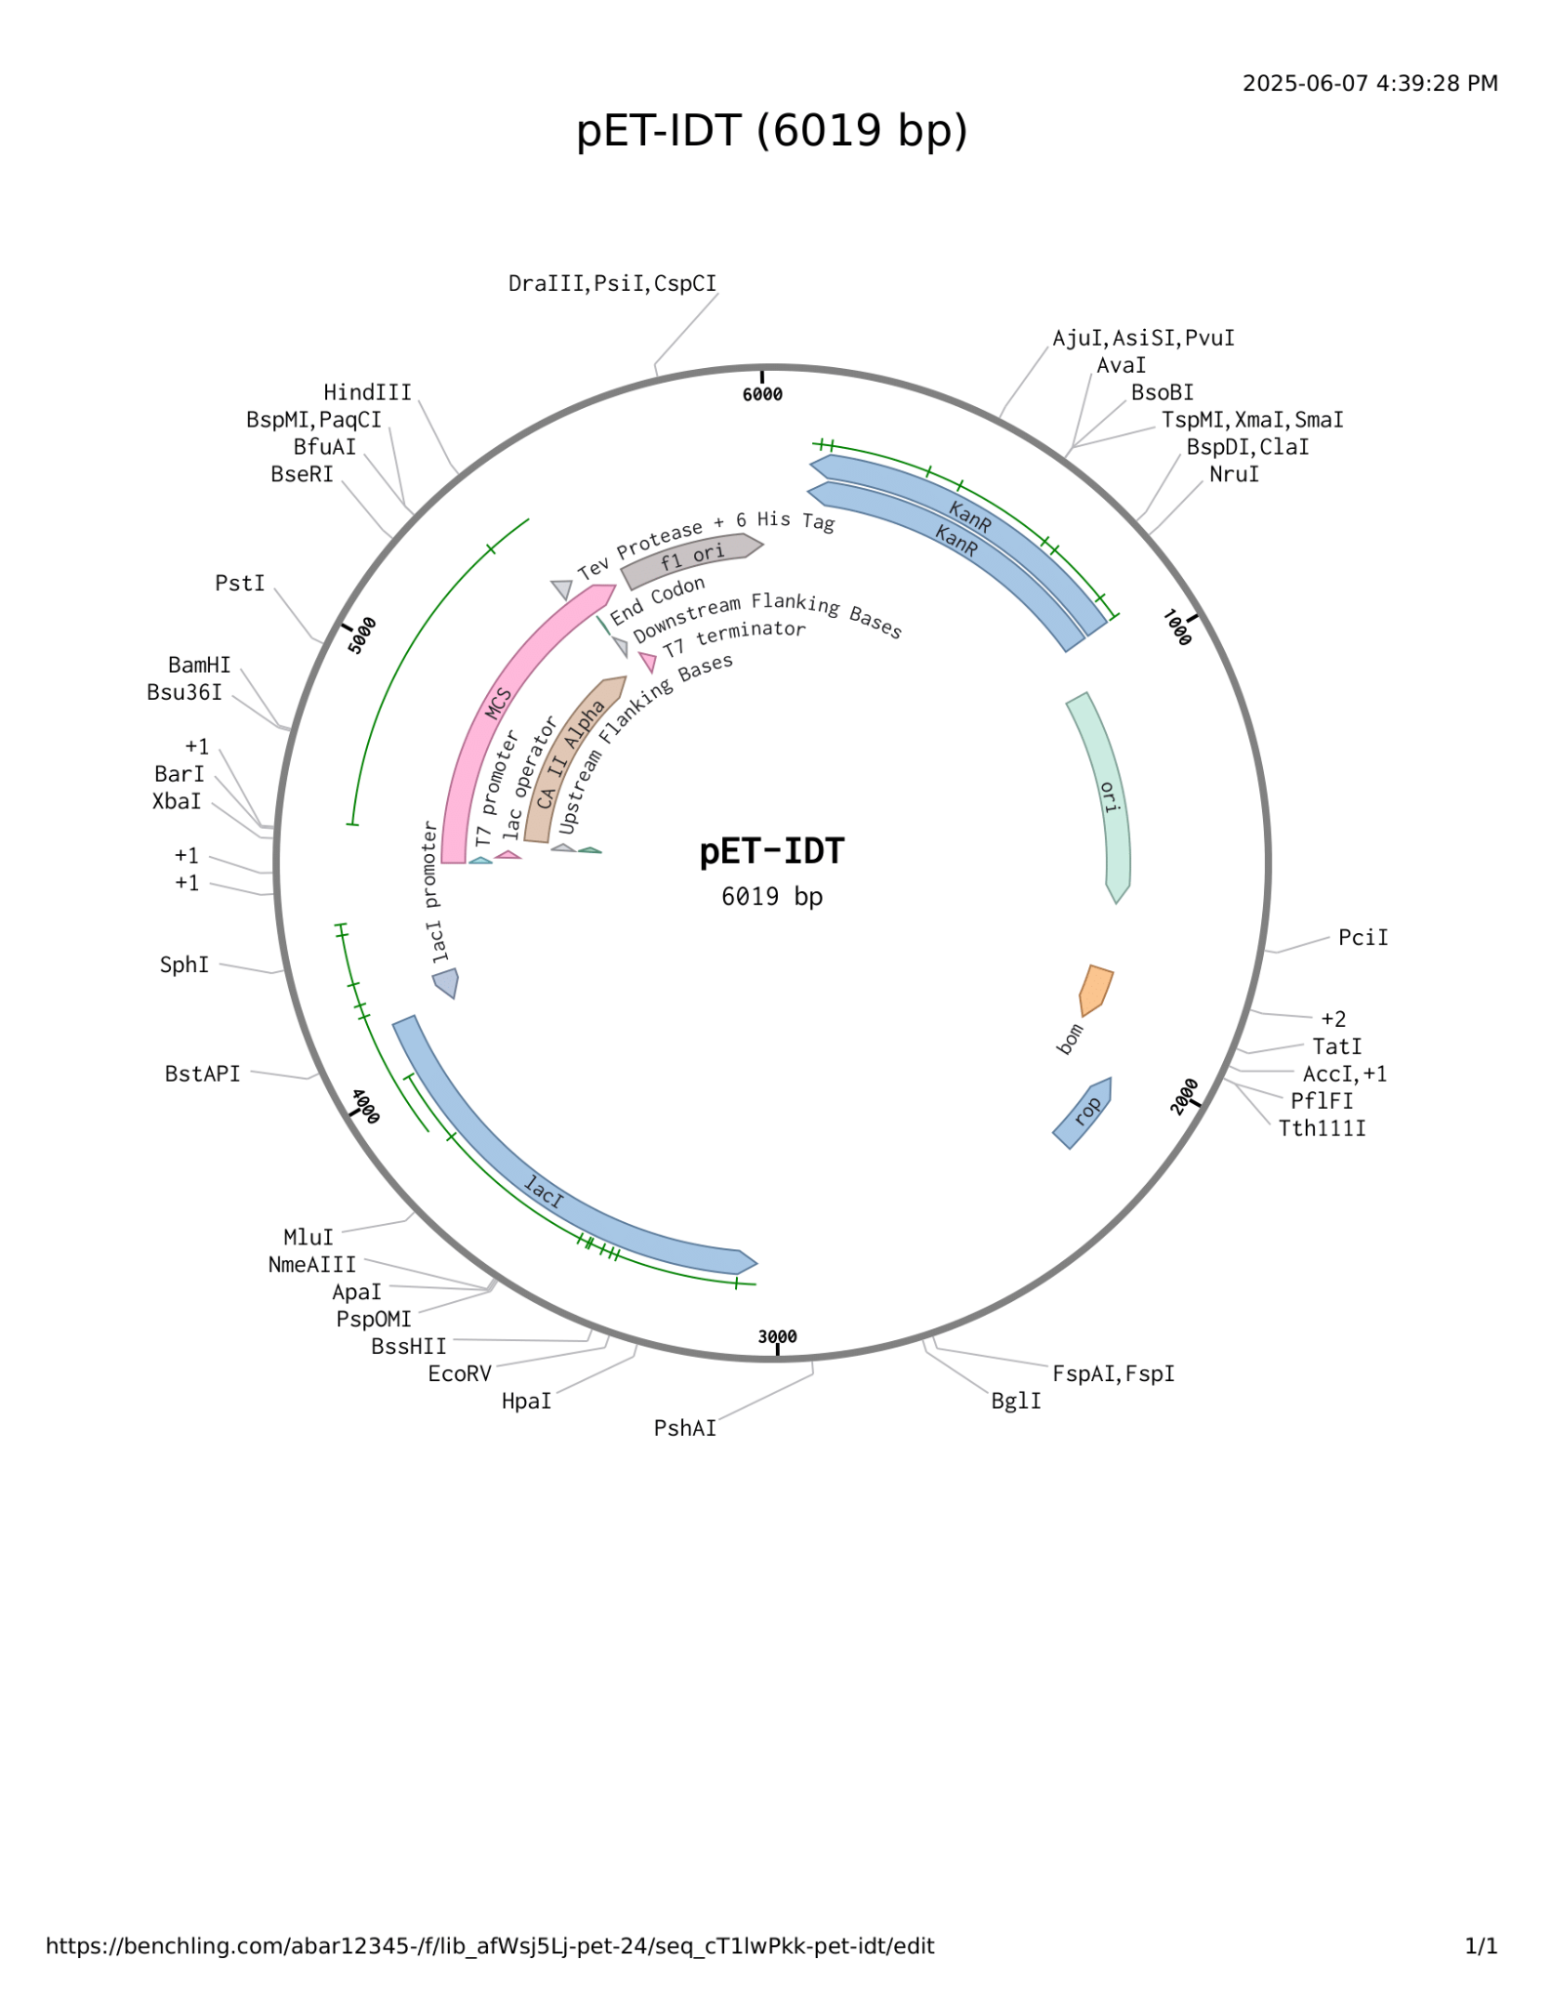 2025-06-07 4:39:28 PM
pET-IDT (6019 bp)
DraIII,PsiI,CspCI
AjuI,AsiSI,PvuI
AvaI
BsoBI
TspMI,XmaI,SmaI
BspDI,ClaI
NruI
HindIII
BspMI,PaqCI
BfuAI
BseRI
PstI
BamHI
Bsu36I
+1
BarI
XbaI
+1
+1
SphI
BstAPI
MluI
NmeAIII
ApaI
PspOMI
BssHII
EcoRV
HpaI
PshAI
BglI
FspAI,FspI
PciI
+2
TatI
AccI,+1
PflFI
Tth111I
6000
1000
2000
3000
4000
5000
KanR
KanR
Tev Protease + 6 His Tag
f1 ori
End Codon
Downstream Flanking Bases
T7 terminator
Upstream Flanking Bases
MCS
CA II Alpha
T7 promoter
lac operator
lacI promoter
ori
bom
rop
lacI
pET-IDT
6019 bp
https://benchling.com/abar12345-/f/lib_afWsj5Lj-pet-24/seq_cT1lwPkk-pet-idt/edit
1/1